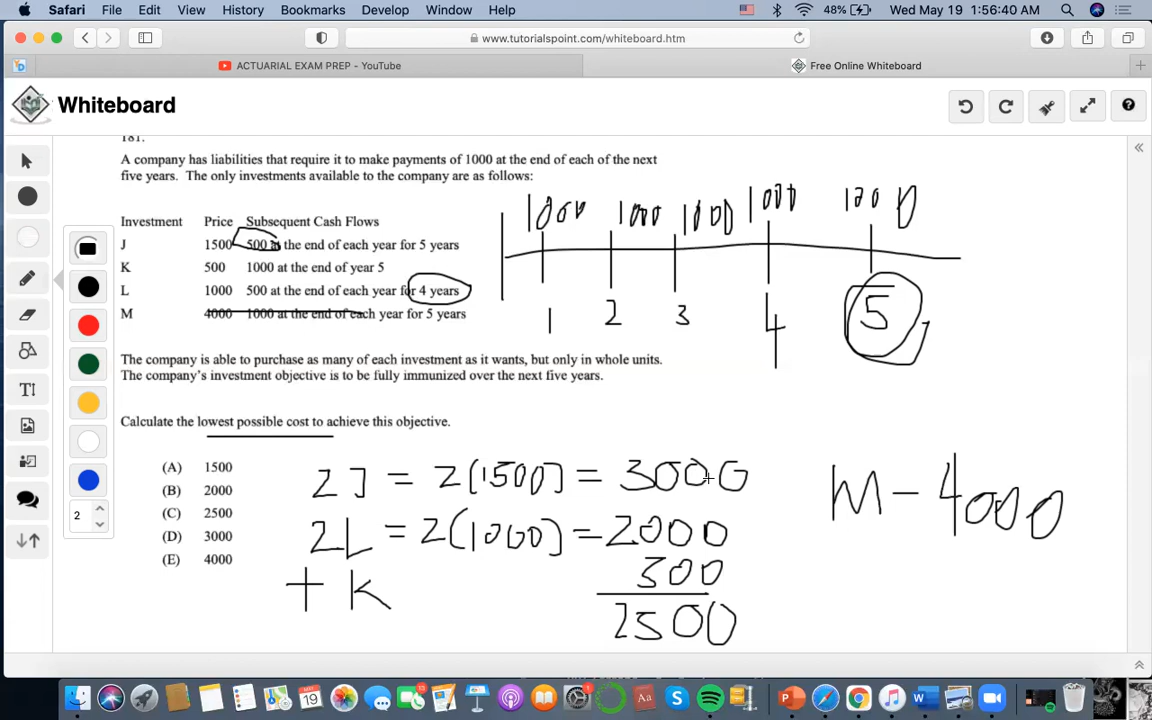 Safari File Edit View History Bookmarks Develop Window Help 48% Wed May 19 1:56:40 AM
www.tutorialspoint.com/whiteboard.htm
ACTUARIAL EXAM PREP - YouTube Free Online Whiteboard
Whiteboard
181.
A company has liabilities that require it to make payments of 1000 at the end of each of the next
five years. The only investments available to the company are as follows:
1000 1000 1000 1000 1000
Investment Price Subsequent Cash Flows
J 1500 500 at the end of each year for 5 years
K 500 1000 at the end of year 5
L 1000 500 at the end of each year for 4 years
M 4000 1000 at the end of each year for 5 years
1 2 3 4 5
The company is able to purchase as many of each investment as it wants, but only in whole units.
The company's investment objective is to be fully immunized over the next five years.
Calculate the lowest possible cost to achieve this objective.
(A) 1500
(B) 2000
(C) 2500
(D) 3000
(E) 4000
2J = 2(1500) = 3000
M - 4000
2L = 2(1000) = 2000
+ K 500
2500
2